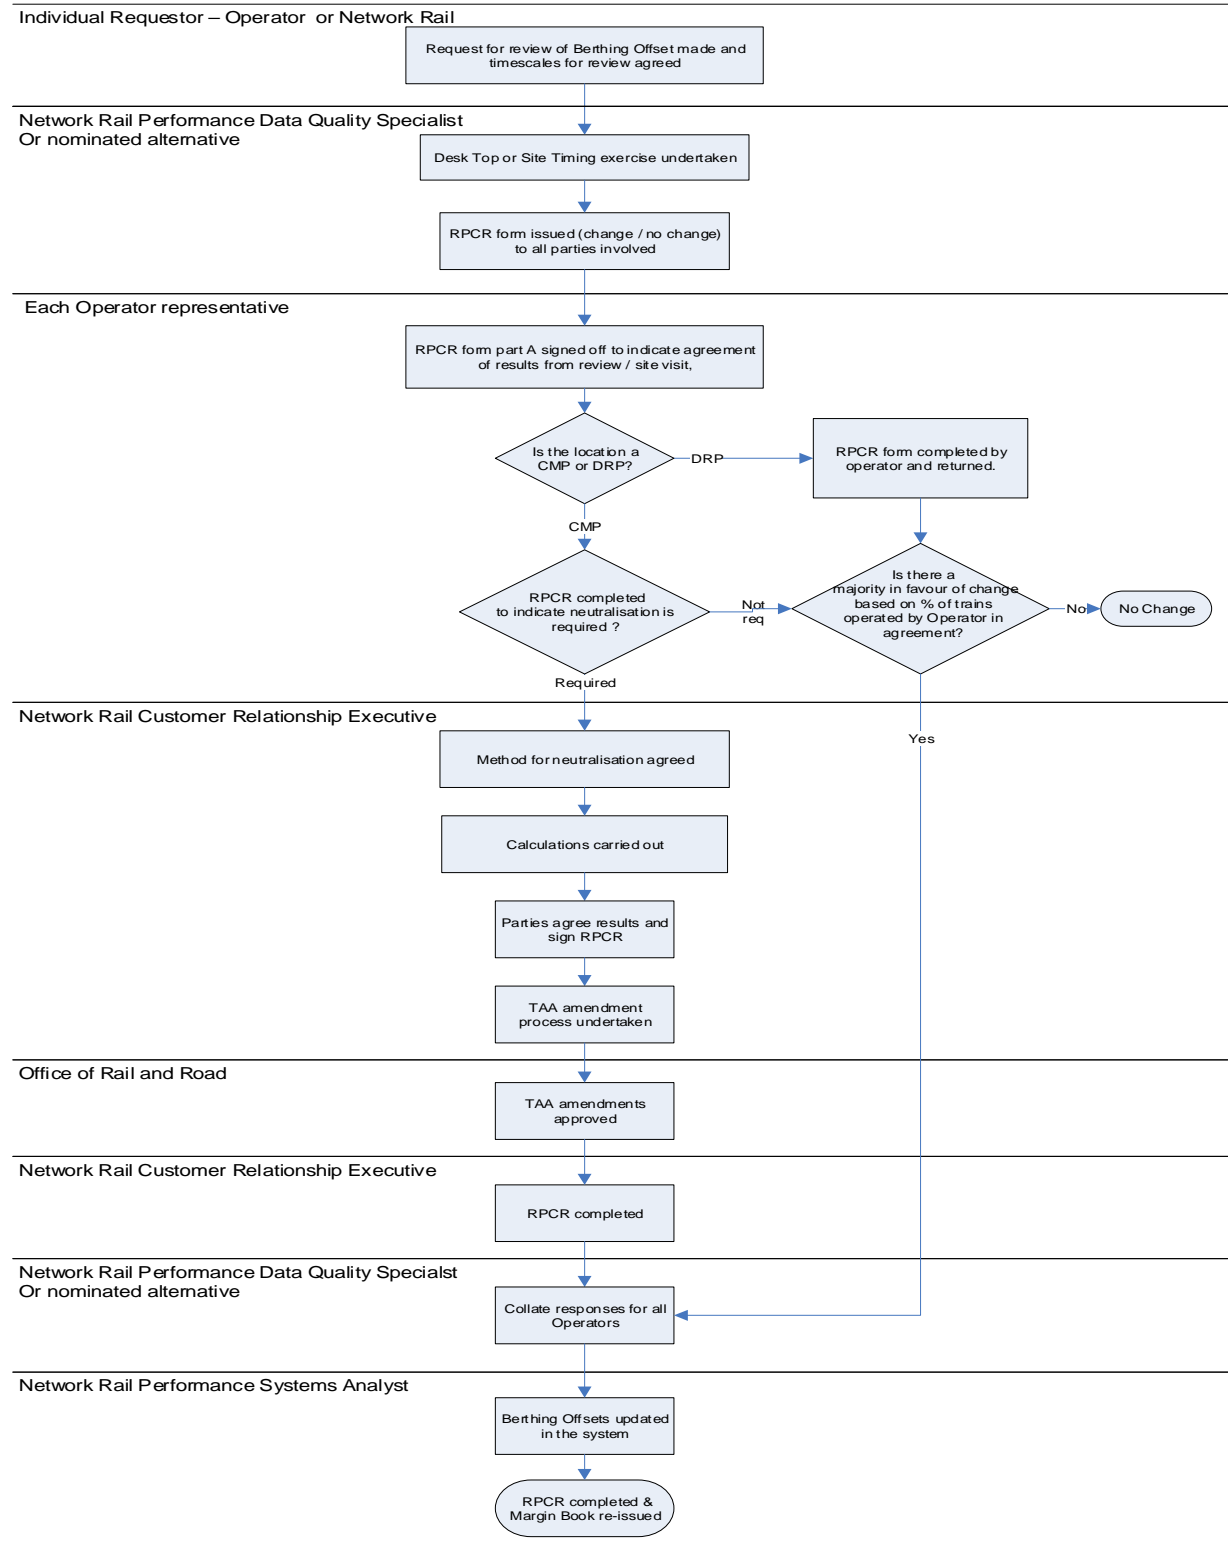 Individual Requestor – Operator or Network Rail
Request for review of Berthing Offset made and
timescales for review agreed
Network Rail Performance Data Quality Specialist
Or nominated alternative
Desk Top or Site Timing exercise undertaken
RPCR form issued (change / no change)
to all parties involved
Each Operator representative
RPCR form part A signed off to indicate agreement
of results from review / site visit,
Is the location a
CMP or DRP?
DRP
RPCR form completed by
operator and returned.
CMP
RPCR completed
to indicate neutralisation is
required ?
Not
req
Is there a
majority in favour of change
based on % of trains
operated by Operator in
agreement?
No
No Change
Required
Network Rail Customer Relationship Executive
Yes
Method for neutralisation agreed
Calculations carried out
Parties agree results and
sign RPCR
TAA amendment
process undertaken
Office of Rail and Road
TAA amendments
approved
Network Rail Customer Relationship Executive
RPCR completed
Network Rail Performance Data Quality Specialst
Or nominated alternative
Collate responses for all
Operators
Network Rail Performance Systems Analyst
Berthing Offsets updated
in the system
RPCR completed &
Margin Book re-issued